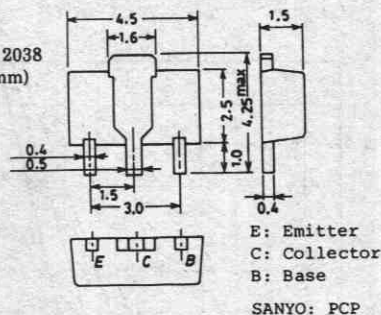 4.5
1.6
1.5
2038
mm)
2.5
4.25max
1.0
0.4
0.5
1.5
3.0
0.4
E C B
E: Emitter
C: Collector
B: Base
SANYO: PCP